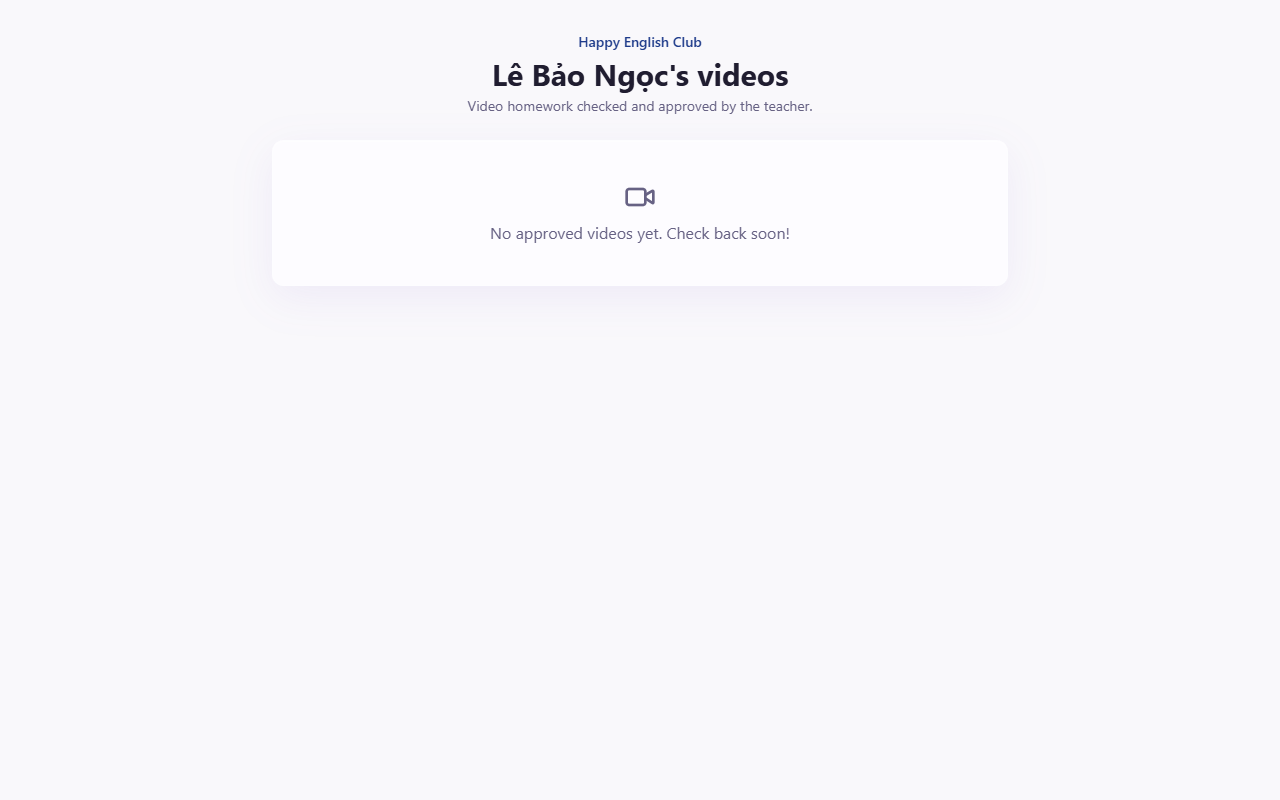 Happy English Club
Lê Bảo Ngọc's videos
Video homework checked and approved by the teacher.
No approved videos yet. Check back soon!